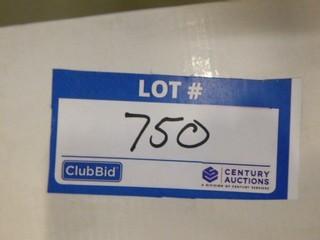 LOT #
750
ClubBid
CENTURY
AUCTIONS
A DIVISION OF CENTURY SERVICES